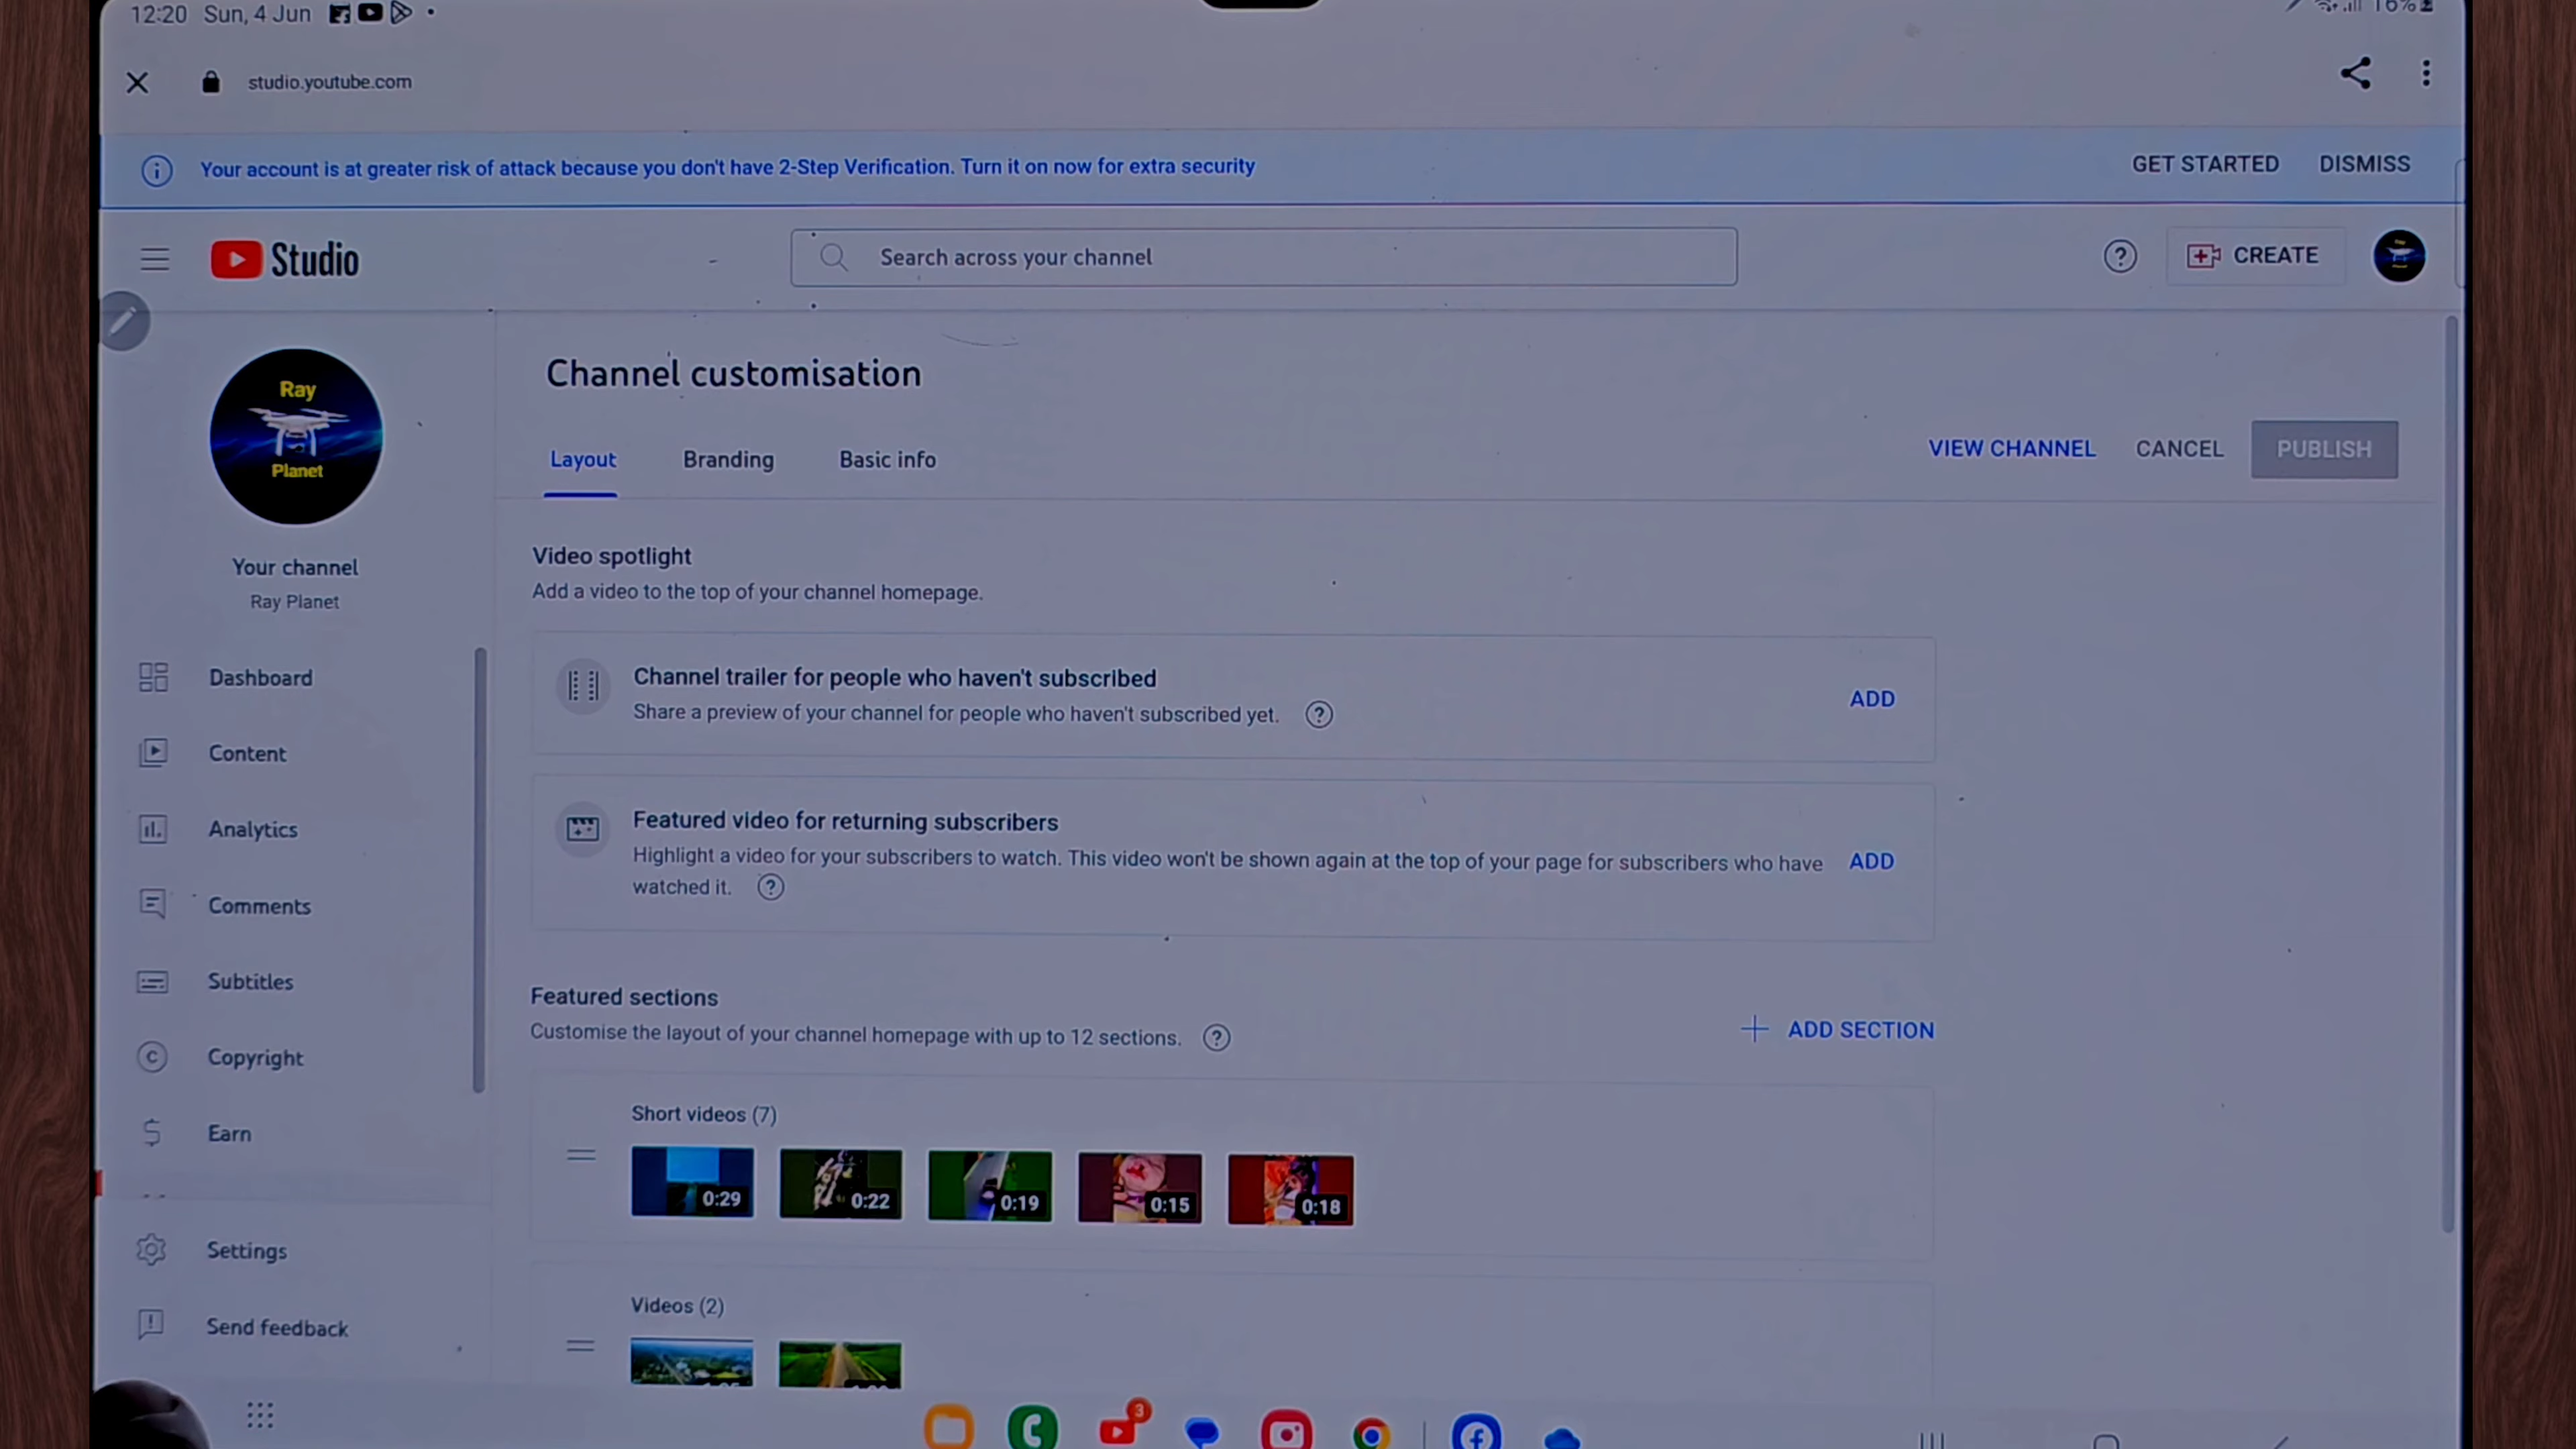 12:20 Sun, 4 Jun
16%
studio.youtube.com
Your account is at greater risk of attack because you don't have 2-Step Verification. Turn it on now for extra security
GET STARTED DISMISS
Studio
Search across your channel
CREATE
Ray
Planet
Your channel
Ray Planet
Dashboard
Content
Analytics
Comments
Subtitles
Copyright
Earn
Settings
Send feedback
Channel customisation
Layout Branding Basic info
VIEW CHANNEL CANCEL PUBLISH
Video spotlight
Add a video to the top of your channel homepage.
Channel trailer for people who haven't subscribed
Share a preview of your channel for people who haven't subscribed yet.
ADD
Featured video for returning subscribers
Highlight a video for your subscribers to watch. This video won't be shown again at the top of your page for subscribers who have
watched it.
ADD
Featured sections
Customise the layout of your channel homepage with up to 12 sections.
ADD SECTION
Short videos (7)
0:29 0:22 0:19 0:15 0:18
Videos (2)
3